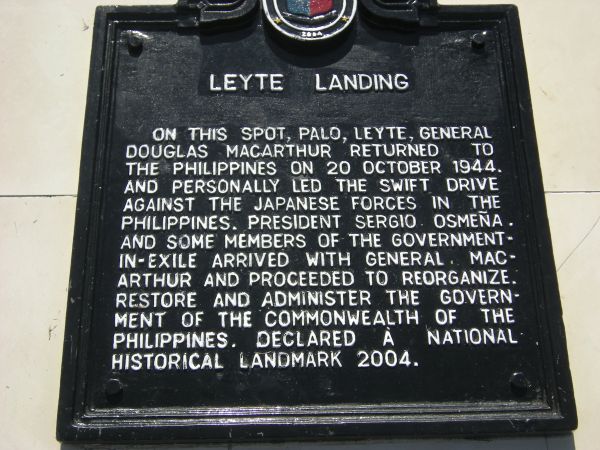 2004
LEYTE LANDING
ON THIS SPOT, PALO, LEYTE, GENERAL
DOUGLAS MACARTHUR RETURNED TO
THE PHILIPPINES ON 20 OCTOBER 1944.
AND PERSONALLY LED THE SWIFT DRIVE
AGAINST THE JAPANESE FORCES IN THE
PHILIPPINES. PRESIDENT SERGIO OSMEÑA.
AND SOME MEMBERS OF THE GOVERNMENT-
IN-EXILE ARRIVED WITH GENERAL MAC-
ARTHUR AND PROCEEDED TO REORGANIZE.
RESTORE AND ADMINISTER THE GOVERN-
MENT OF THE COMMONWEALTH OF THE
PHILIPPINES. DECLARED A NATIONAL
HISTORICAL LANDMARK 2004.